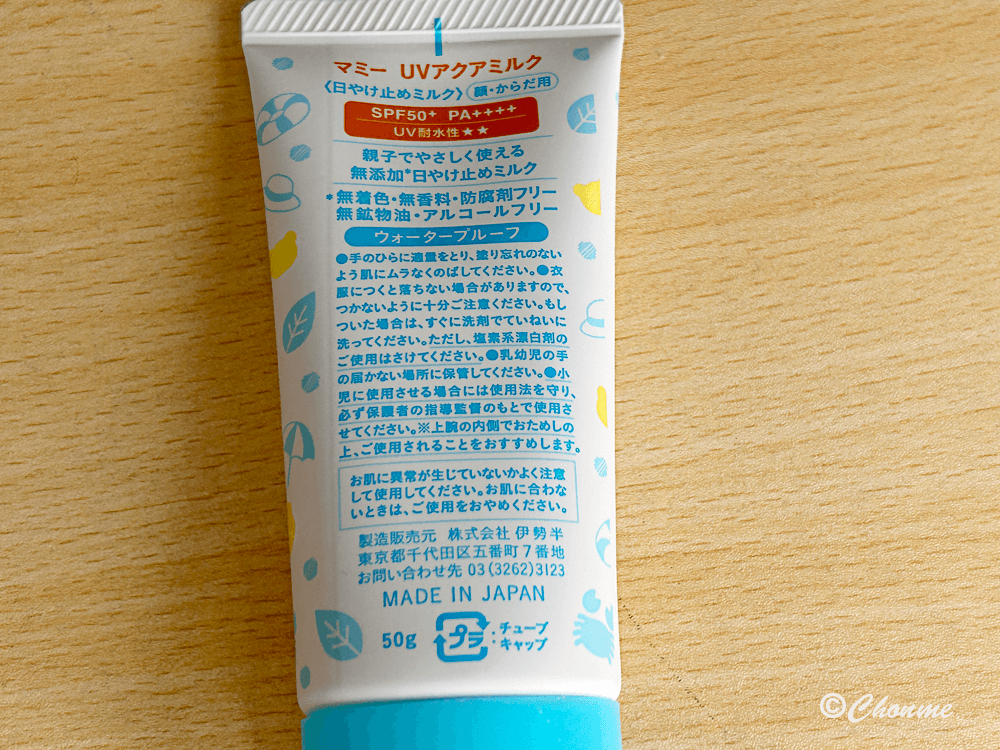 マミー UVアクアミルク
〈日やけ止めミルク〉 顔・からだ用
SPF50+ PA++++
UV耐水性★★
親子でやさしく使える
無添加*日やけ止めミルク
*無着色・無香料・防腐剤フリー
無鉱物油・アルコールフリー
ウォータープルーフ
●手のひらに適量をとり、塗り忘れのない
よう肌にムラなくのばしてください。●衣
服につくと落ちない場合がありますので、
つかないように十分ご注意ください。もし
ついた場合は、すぐに洗剤でていねいに
洗ってください。ただし、塩素系漂白剤の
ご使用はさけてください。●乳幼児の手
の届かない場所に保管してください。●小
児に使用させる場合には使用法を守り、
必ず保護者の指導監督のもとで使用さ
せてください。※上腕の内側でおためしの
上、ご使用されることをおすすめします。
お肌に異常が生じていないかよく注意
して使用してください。お肌に合わな
いときは、ご使用をおやめください。
製造販売元 株式会社 伊勢半
東京都千代田区五番町7番地
お問い合わせ先 03(3262)3123
MADE IN JAPAN
50g プラ:チューブ
キャップ
©Chonme